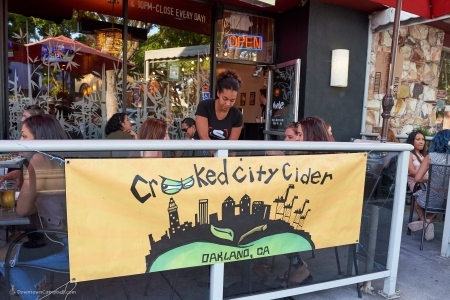 10PM-CLOSE EVERY DAY!
OPEN
Crooked City Cider
OAKLAND, CA